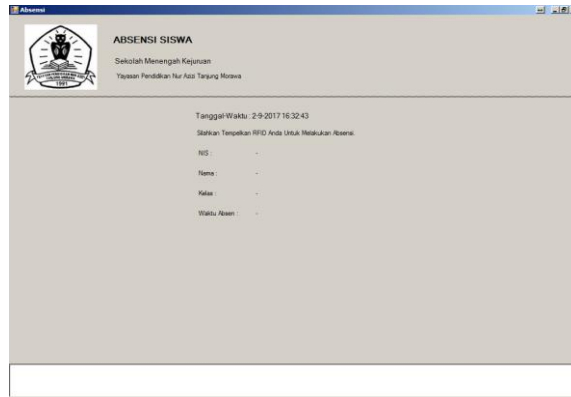 Absensi
ABSENSI SISWA
Sekolah Menengah Kejuruan
Yayasan Pendidikan Nur Azizi Tanjung Morawa
1991
Tanggal-Waktu : 2-9-2017 16:32:43
Silahkan Tempelkan RFID Anda Untuk Melakukan Absensi.
NIS : -
Nama : -
Kelas : -
Waktu Absen : -